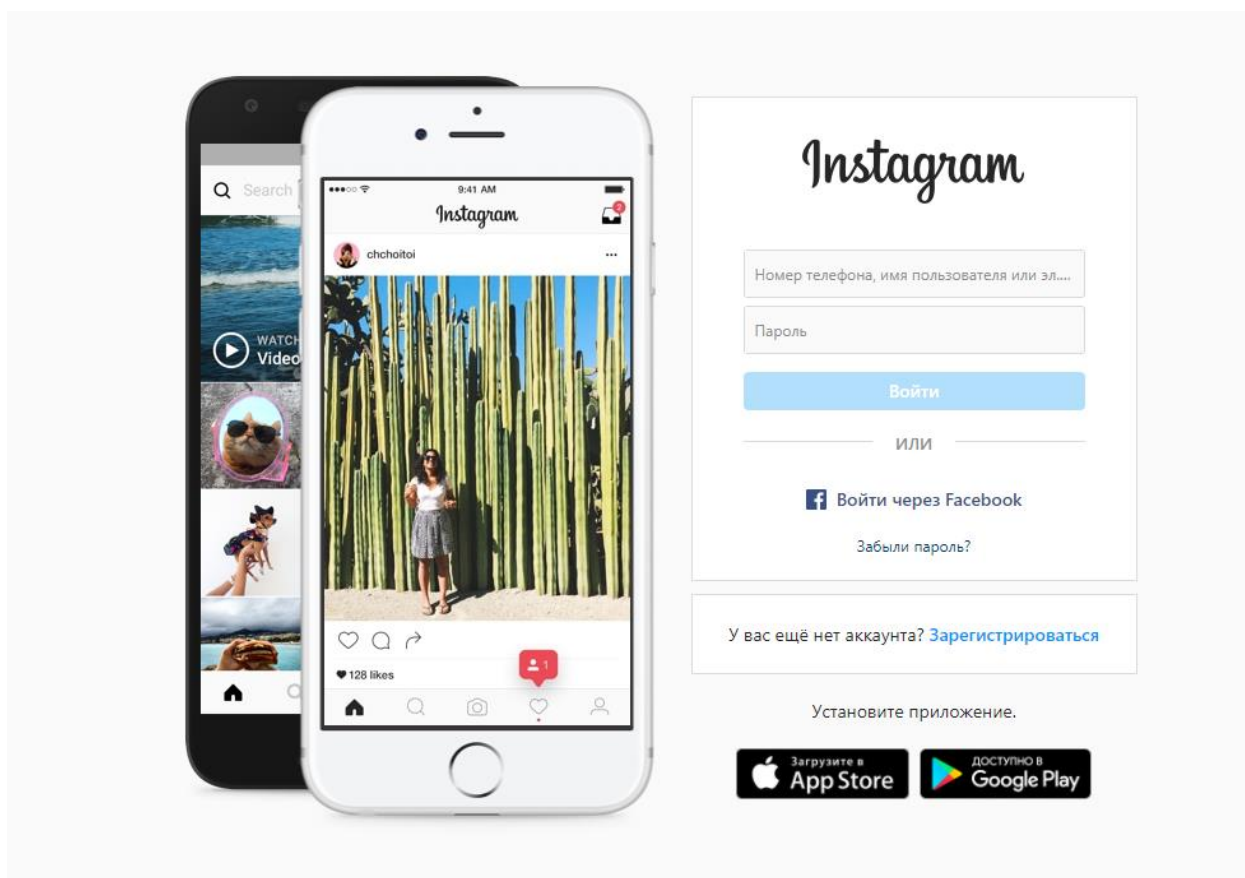 Search
WATCH
Video
9:41 AM
Instagram
2
chchoitoi
1
128 likes
Instagram
Номер телефона, имя пользователя или эл....
Пароль
Войти
ИЛИ
Войти через Facebook
Забыли пароль?
У вас ещё нет аккаунта? Зарегистрироваться
Установите приложение.
Загрузите в
App Store
ДОСТУПНО В
Google Play